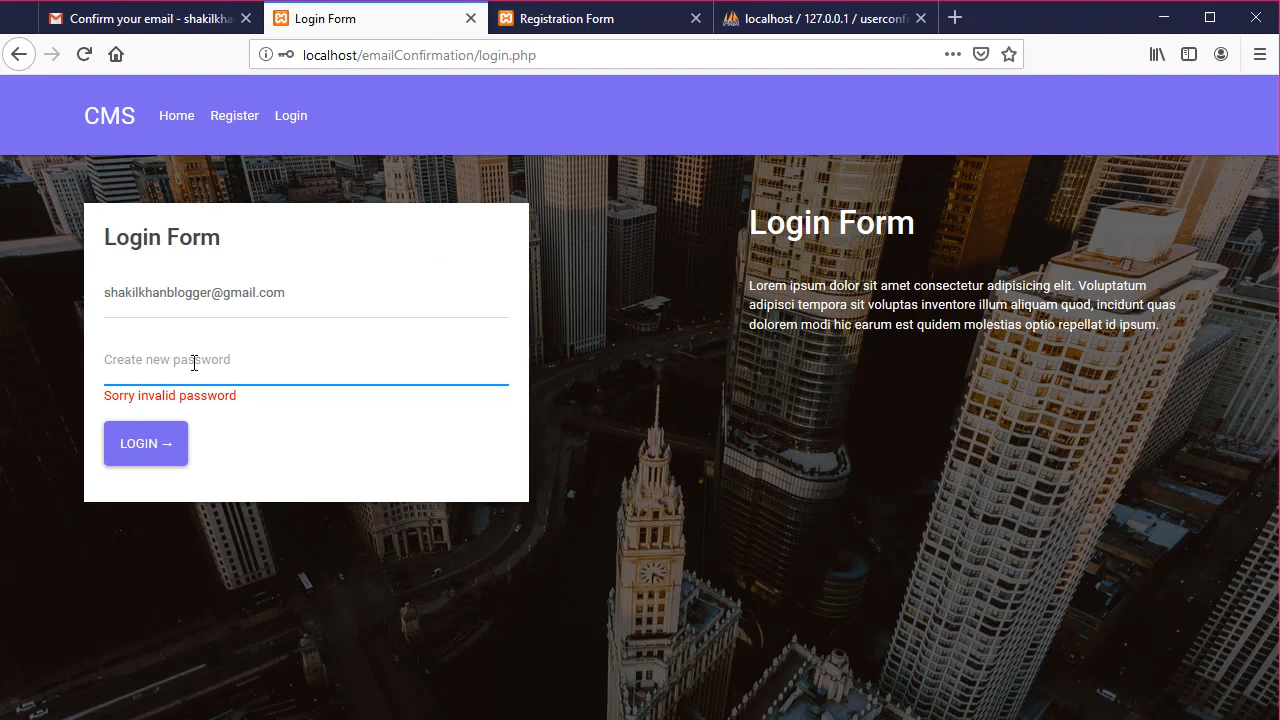 Confirm your email - shakilkha
Login Form
Registration Form
localhost / 127.0.0.1 / userconfi
localhost/emailConfirmation/login.php
CMS
Home
Register
Login
Login Form
shakilkhanblogger@gmail.com
Create new password
Sorry invalid password
LOGIN →
Login Form
Lorem ipsum dolor sit amet consectetur adipisicing elit. Voluptatum
adipisci tempora sit voluptas inventore illum aliquam quod, incidunt quas
dolorem modi hic earum est quidem molestias optio repellat id ipsum.